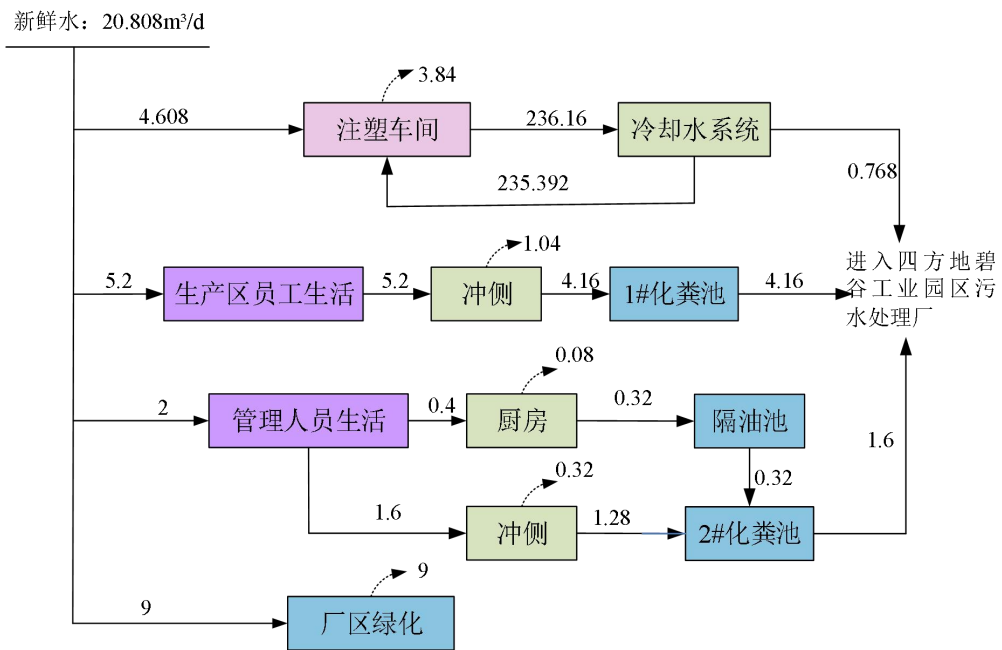 新鲜水：20.808m³/d
3.84
4.608
注塑车间
236.16
冷却水系统
235.392
0.768
1.04
5.2
生产区员工生活
5.2
冲侧
4.16
1#化粪池
4.16
进入四方地碧
谷工业园区污
水处理厂
0.08
2
管理人员生活
0.4
厨房
0.32
隔油池
1.6
0.32
0.32
1.6
冲侧
1.28
2#化粪池
9
9
厂区绿化